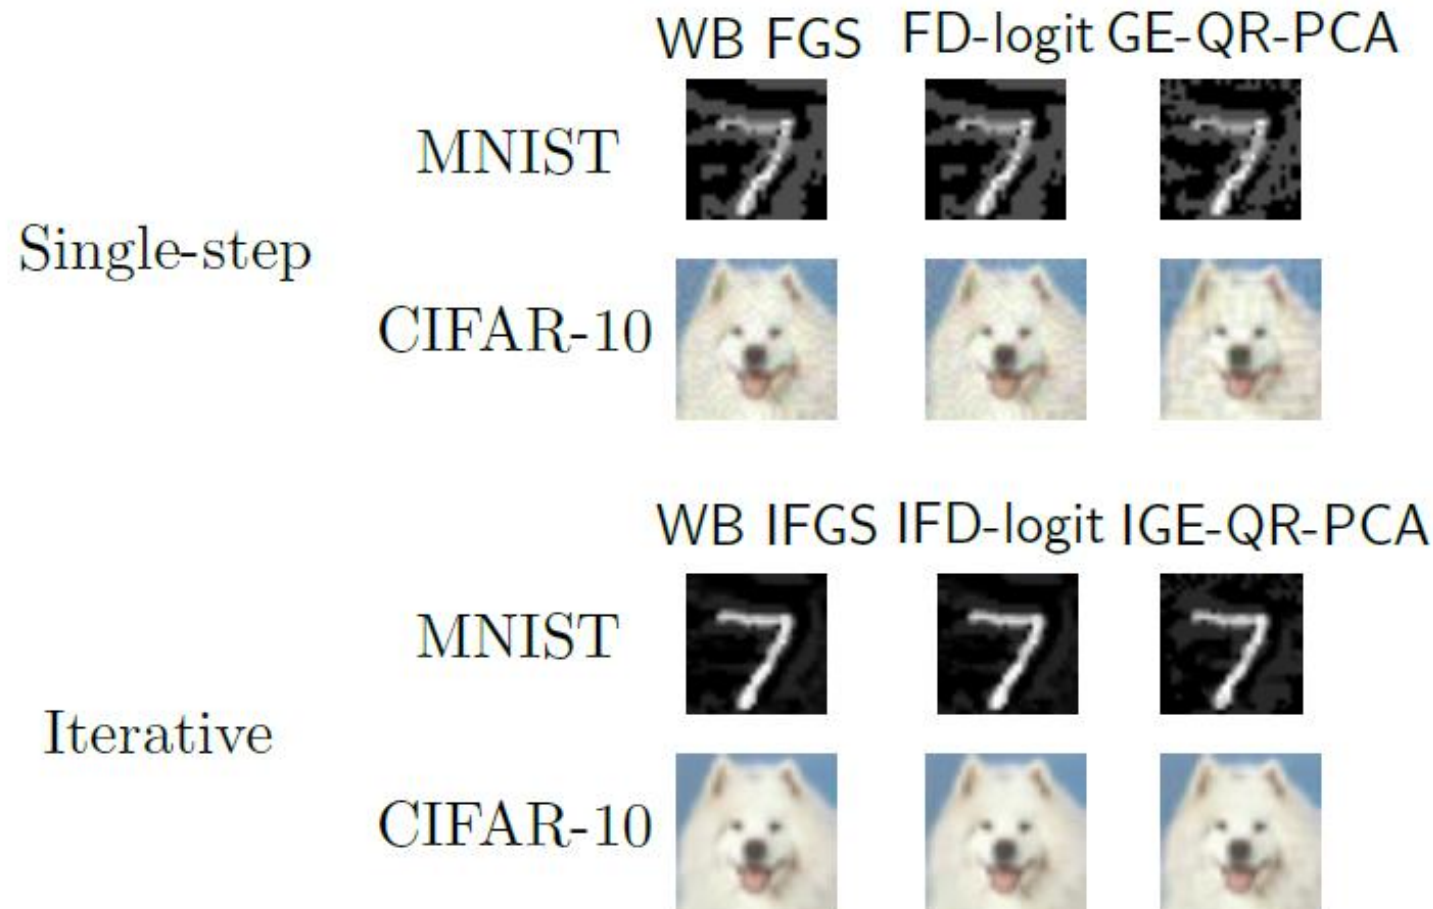 WB FGS FD-logit GE-QR-PCA
MNIST
Single-step
CIFAR-10
WB IFGS IFD-logit IGE-QR-PCA
MNIST
Iterative
CIFAR-10